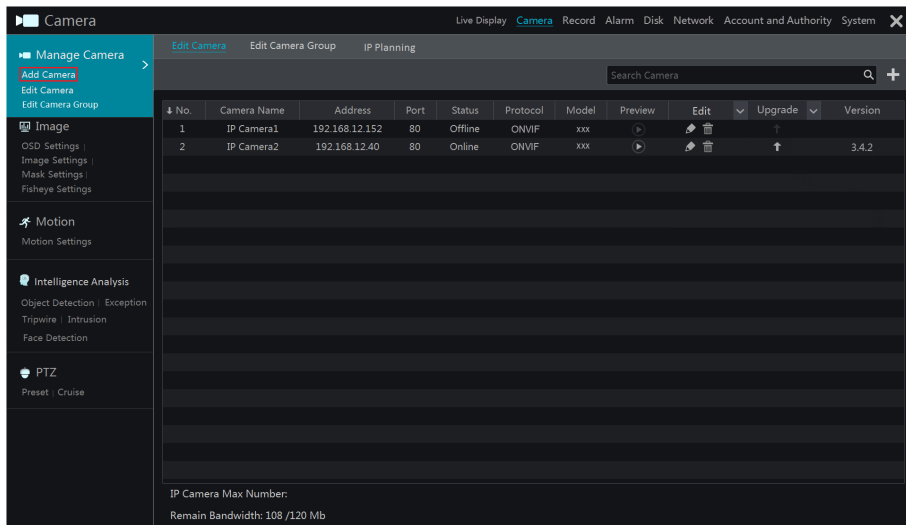 Camera
Live Display Camera Record Alarm Disk Network Account and Authority System
Manage Camera
Add Camera
Edit Camera
Edit Camera Group
Image
OSD Settings |
Image Settings |
Mask Settings |
Fisheye Settings
Motion
Motion Settings
Intelligence Analysis
Object Detection | Exception
Tripwire | Intrusion
Face Detection
PTZ
Preset | Cruise
Edit Camera Edit Camera Group IP Planning
Search Camera
No. Camera Name Address Port Status Protocol Model Preview Edit Upgrade Version
1 IP Camera1 192.168.12.152 80 Offline ONVIF xxx
2 IP Camera2 192.168.12.40 80 Online ONVIF xxx 3.4.2
IP Camera Max Number:
Remain Bandwidth: 108 /120 Mb